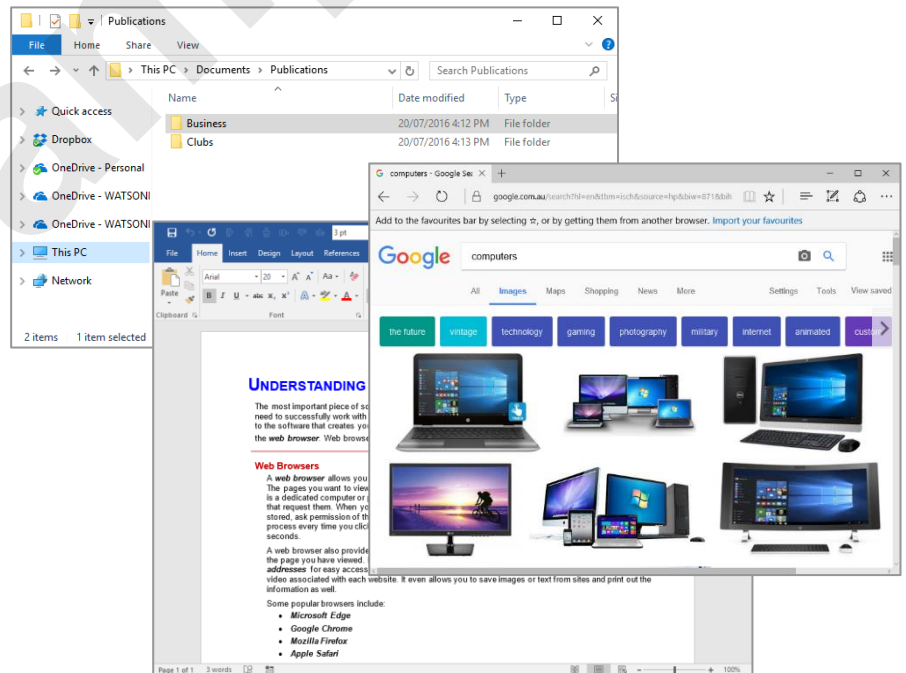 Publications
File Home Share View
This PC > Documents > Publications
Search Publications
Name Date modified Type
Quick access
Business 20/07/2016 4:12 PM File folder
Dropbox
Clubs 20/07/2016 4:13 PM File folder
OneDrive - Personal
OneDrive - WATSON
OneDrive - WATSON
This PC
Network
2 items 1 item selected
3 pt
File Home Insert Design Layout References
Paste
Arial 20
Clipboard
Font
UNDERSTANDING
The most important piece of
need to successfully work with
to the software that creates
the web browser. Web
Web Browsers
A web browser allows you
The pages you want to view
is a dedicated computer or
that request them. When
stored, ask permission of
process every time you
seconds.
A web browser also
the page you have viewed.
addresses for easy access
video associated with each website. It even allows you to save images or text from sites and print out the
information as well.
Some popular browsers include:
• Microsoft Edge
• Google Chrome
• Mozilla Firefox
• Apple Safari
Page 1 of 1 3 words
100%
computers - Google
google.com.au/search?hl=en&tbm=isch&source=hp&biw=871&bih
Add to the favourites bar by selecting ☆, or by getting them from another browser. Import your favourites
Google
computers
All Images Maps Shopping News More Settings Tools View saved
the future vintage technology gaming photography military internet animated